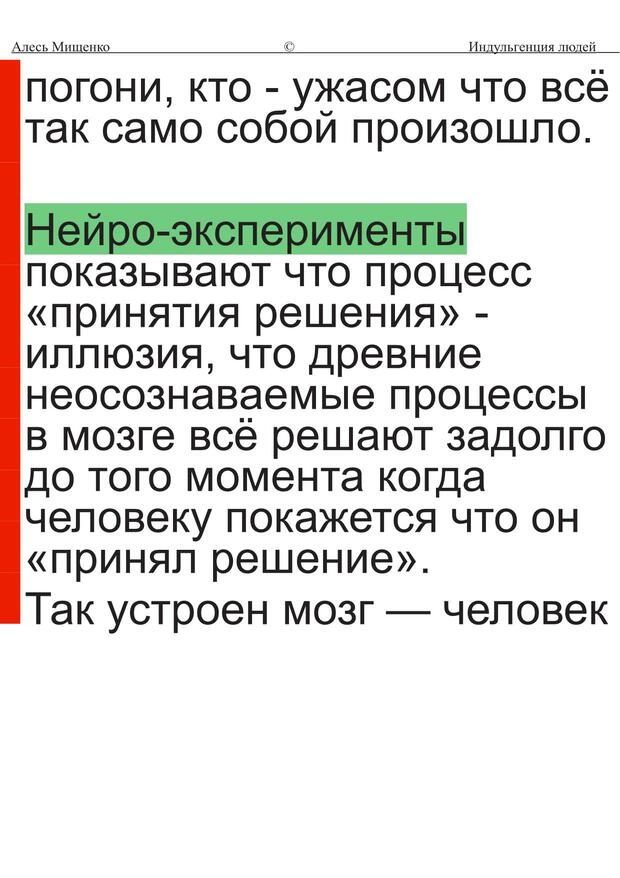 Алесь Мищенко © Индульгенция людей
погони, кто - ужасом что всё
так само собой произошло.
Нейро-эксперименты
показывают что процесс
«принятия решения» -
иллюзия, что древние
неосознаваемые процессы
в мозге всё решают задолго
до того момента когда
человеку покажется что он
«принял решение».
Так устроен мозг — человек